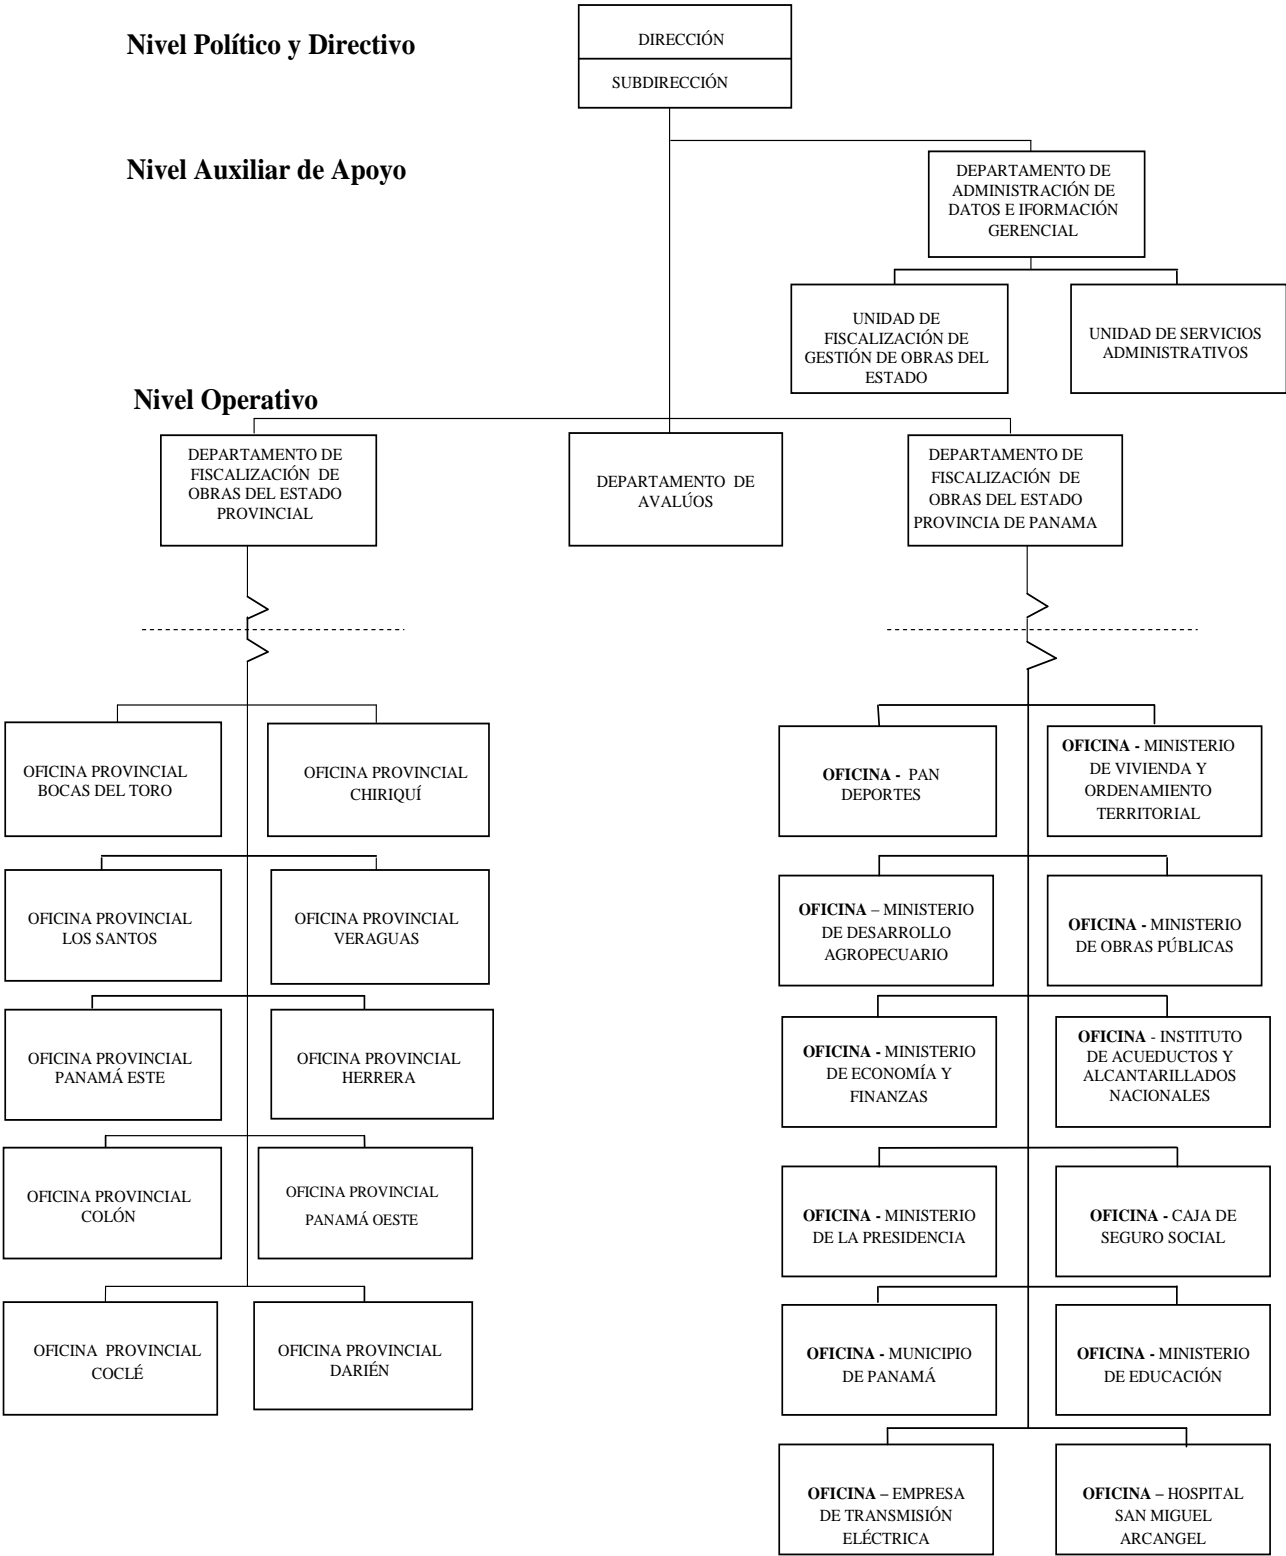 Nivel Político y Directivo
DIRECCIÓN
SUBDIRECCIÓN
Nivel Auxiliar de Apoyo
DEPARTAMENTO DE
ADMINISTRACIÓN DE
DATOS E IFORMACIÓN
GERENCIAL
UNIDAD DE
FISCALIZACIÓN DE
GESTIÓN DE OBRAS DEL
ESTADO
UNIDAD DE SERVICIOS
ADMINISTRATIVOS
Nivel Operativo
DEPARTAMENTO DE
FISCALIZACIÓN DE
OBRAS DEL ESTADO
PROVINCIAL
DEPARTAMENTO DE
AVALÚOS
DEPARTAMENTO DE
FISCALIZACIÓN DE
OBRAS DEL ESTADO
PROVINCIA DE PANAMA
OFICINA PROVINCIAL
BOCAS DEL TORO
OFICINA PROVINCIAL
CHIRIQUÍ
OFICINA PROVINCIAL
LOS SANTOS
OFICINA PROVINCIAL
VERAGUAS
OFICINA PROVINCIAL
PANAMÁ ESTE
OFICINA PROVINCIAL
HERRERA
OFICINA PROVINCIAL
COLÓN
OFICINA PROVINCIAL
PANAMÁ OESTE
OFICINA PROVINCIAL
COCLÉ
OFICINA PROVINCIAL
DARIÉN
OFICINA - PAN
DEPORTES
OFICINA - MINISTERIO
DE VIVIENDA Y
ORDENAMIENTO
TERRITORIAL
OFICINA – MINISTERIO
DE DESARROLLO
AGROPECUARIO
OFICINA - MINISTERIO
DE OBRAS PÚBLICAS
OFICINA - MINISTERIO
DE ECONOMÍA Y
FINANZAS
OFICINA - INSTITUTO
DE ACUEDUCTOS Y
ALCANTARILLADOS
NACIONALES
OFICINA - MINISTERIO
DE LA PRESIDENCIA
OFICINA - CAJA DE
SEGURO SOCIAL
OFICINA - MUNICIPIO
DE PANAMÁ
OFICINA - MINISTERIO
DE EDUCACIÓN
OFICINA – EMPRESA
DE TRANSMISIÓN
ELÉCTRICA
OFICINA – HOSPITAL
SAN MIGUEL
ARCANGEL